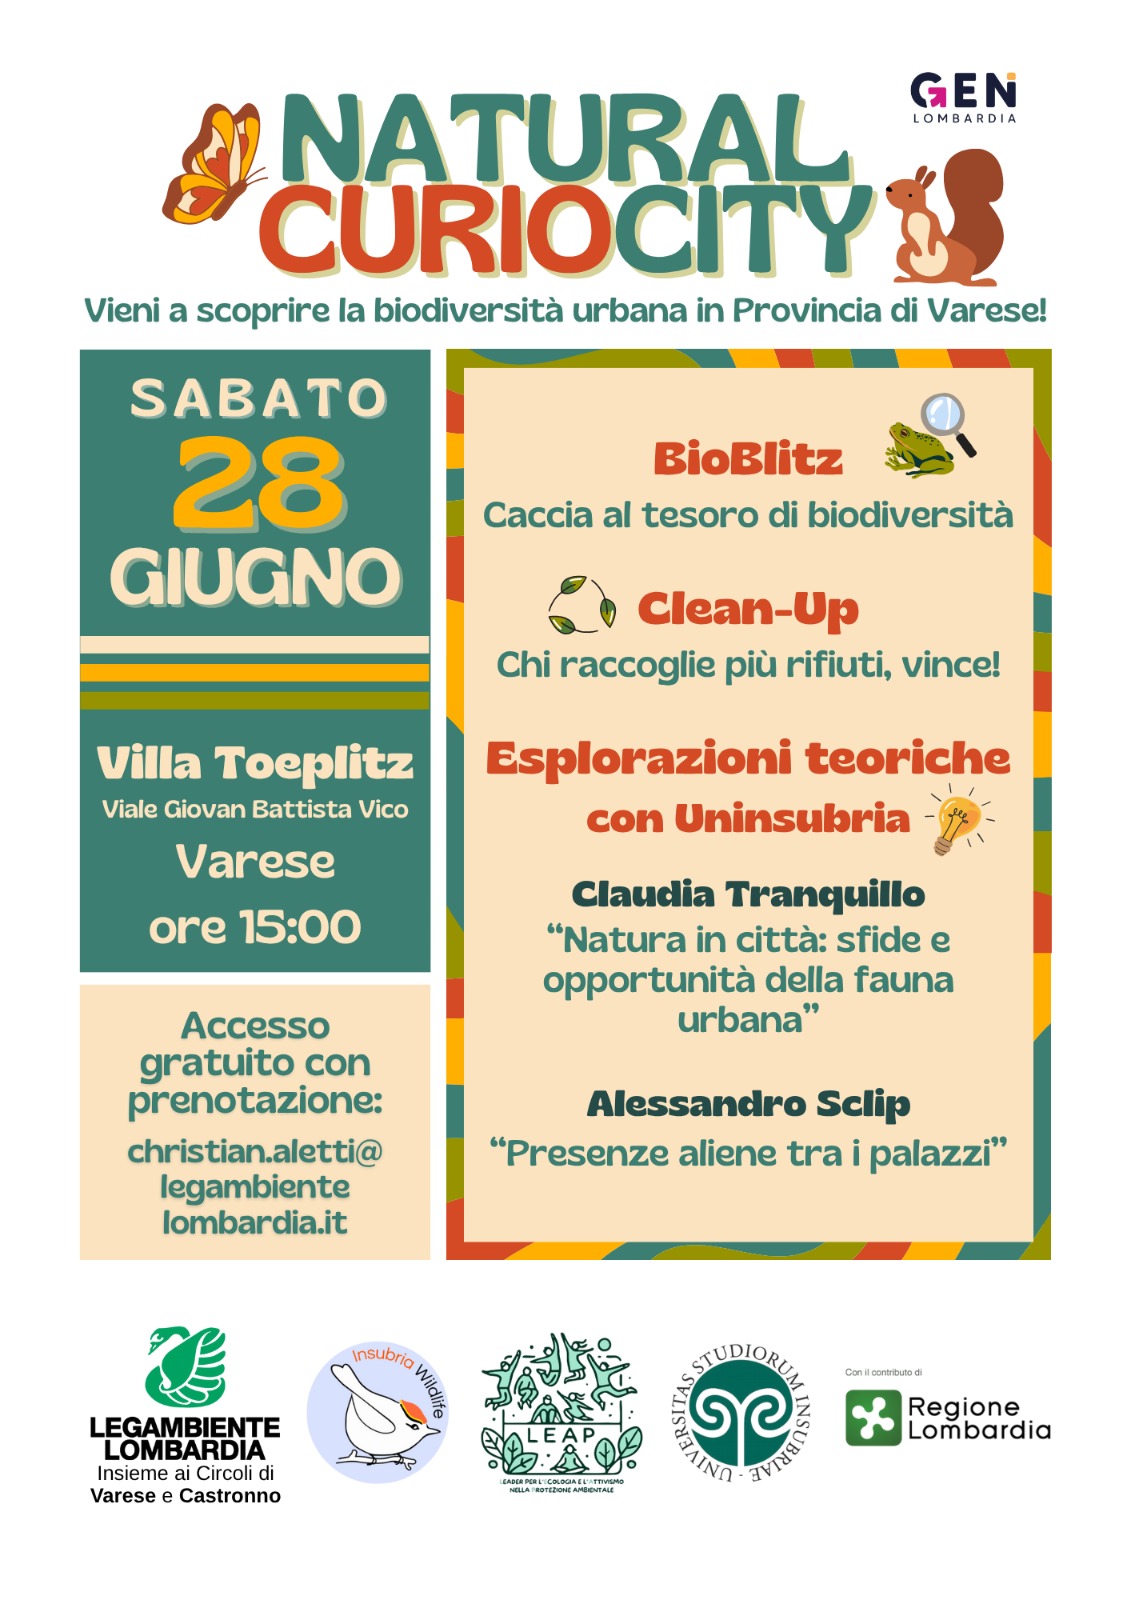 GEN
LOMBARDIA
NATURAL
CURIOCITY
Vieni a scoprire la biodiversità urbana in Provincia di Varese!
SABATO
28
GIUGNO
Villa Toeplitz
Viale Giovan Battista Vico
Varese
ore 15:00
Accesso
gratuito con
prenotazione:
christian.aletti@
legambiente
lombardia.it
BioBlitz
Caccia al tesoro di biodiversità
Clean-Up
Chi raccoglie più rifiuti, vince!
Esplorazioni teoriche
con Uninsubria
Claudia Tranquillo
“Natura in città: sfide e
opportunità della fauna
urbana”
Alessandro Sclip
“Presenze aliene tra i palazzi”
LEGAMBIENTE
LOMBARDIA
Insieme ai Circoli di
Varese e Castronno
Insubria Wildlife
LEAP
LEADER PER L'ECOLOGIA E L'ATTIVISMO
NELLA PROTEZIONE AMBIENTALE
UNIVERSITAS STUDIORUM INSUBRIAE
Con il contributo di
Regione
Lombardia